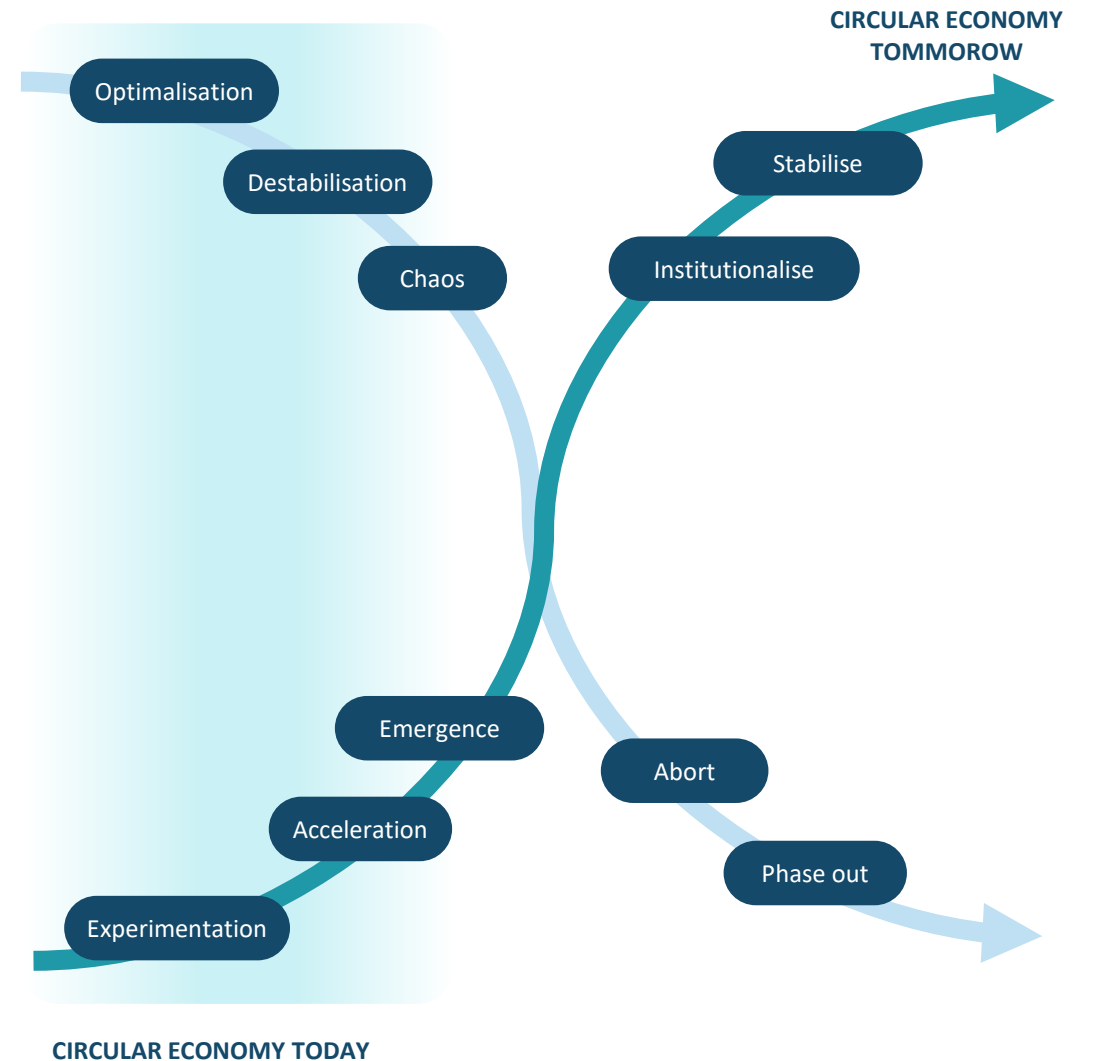 CIRCULAR ECONOMY
TOMMOROW
Optimalisation
Destabilisation
Chaos
Stabilise
Institutionalise
Emergence
Abort
Acceleration
Phase out
Experimentation
CIRCULAR ECONOMY TODAY